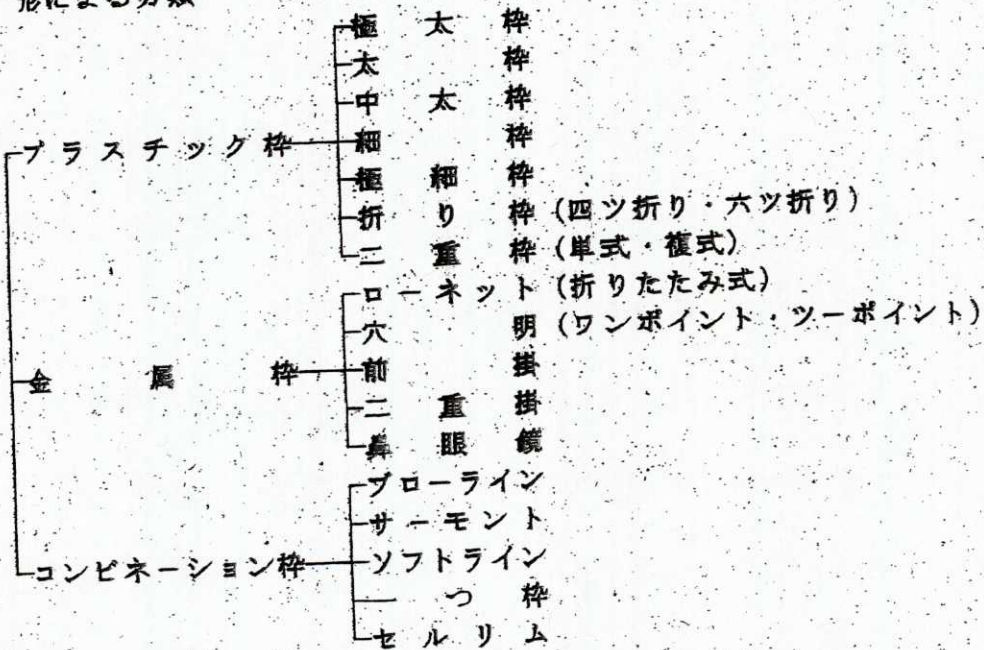 形による分類
極太枠
太枠
中太枠
プラスチック枠 細枠
極細枠
折り枠 (四ツ折り・六ツ折り)
二重枠 (単式・複式)
ローネット (折りたたみ式)
穴明 (ワンポイント・ツーポイント)
金属枠 前掛
二重掛
鼻眼鏡
ブローライン
サーモント
コンビネーション枠 ソフトライン
一つ枠
セルリム